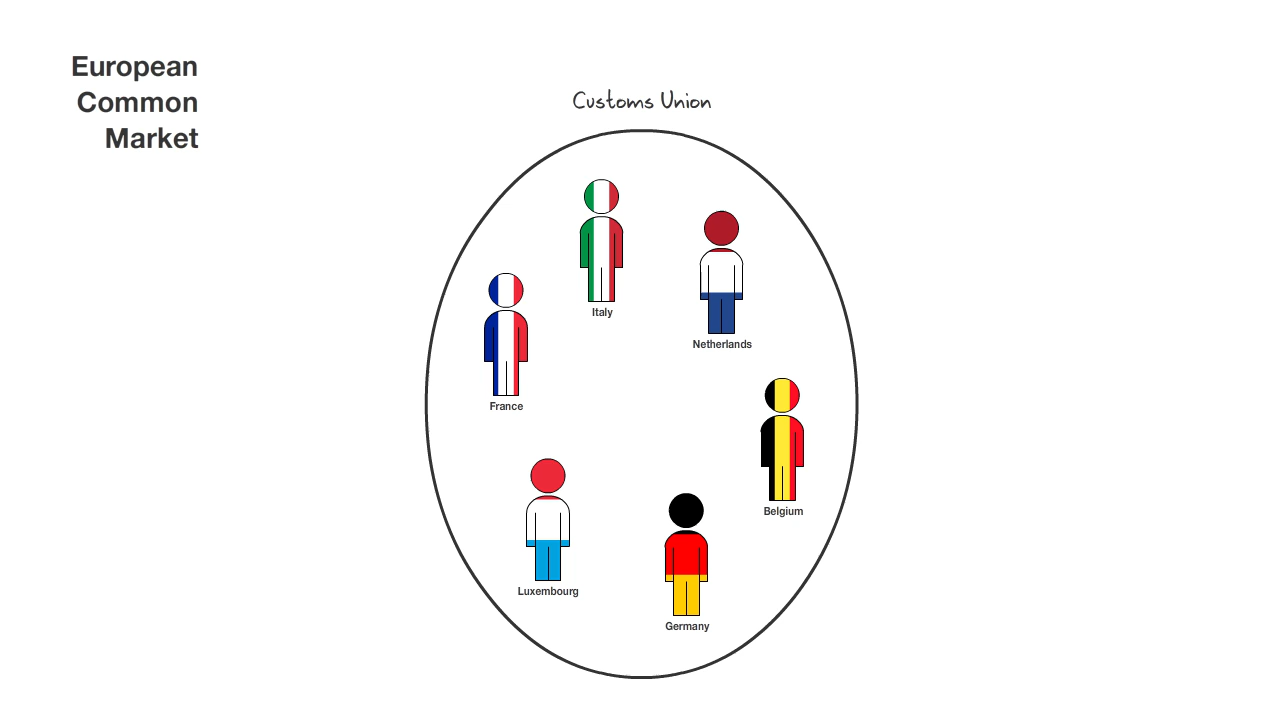 European
Common
Market
Customs Union
Italy
Netherlands
France
Belgium
Luxembourg
Germany